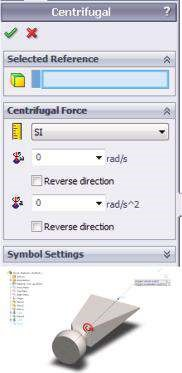 Centrifugal ?
Selected Reference
Centrifugal Force
SI
0 rad/s
Reverse direction
0 rad/s^2
Reverse direction
Symbol Settings